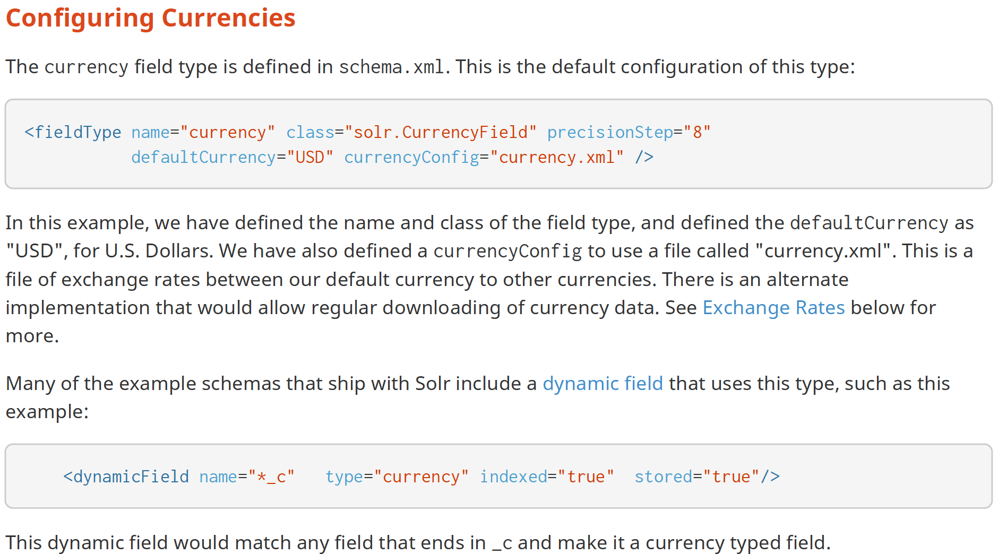 Configuring Currencies
The currency field type is defined in schema.xml. This is the default configuration of this type:
<fieldType name="currency" class="solr.CurrencyField" precisionStep="8"
defaultCurrency="USD" currencyConfig="currency.xml" />
In this example, we have defined the name and class of the field type, and defined the defaultCurrency as
"USD", for U.S. Dollars. We have also defined a currencyConfig to use a file called "currency.xml". This is a
file of exchange rates between our default currency to other currencies. There is an alternate
implementation that would allow regular downloading of currency data. See Exchange Rates below for
more.
Many of the example schemas that ship with Solr include a dynamic field that uses this type, such as this
example:
<dynamicField name="*_c"   type="currency" indexed="true"  stored="true"/>
This dynamic field would match any field that ends in _c and make it a currency typed field.